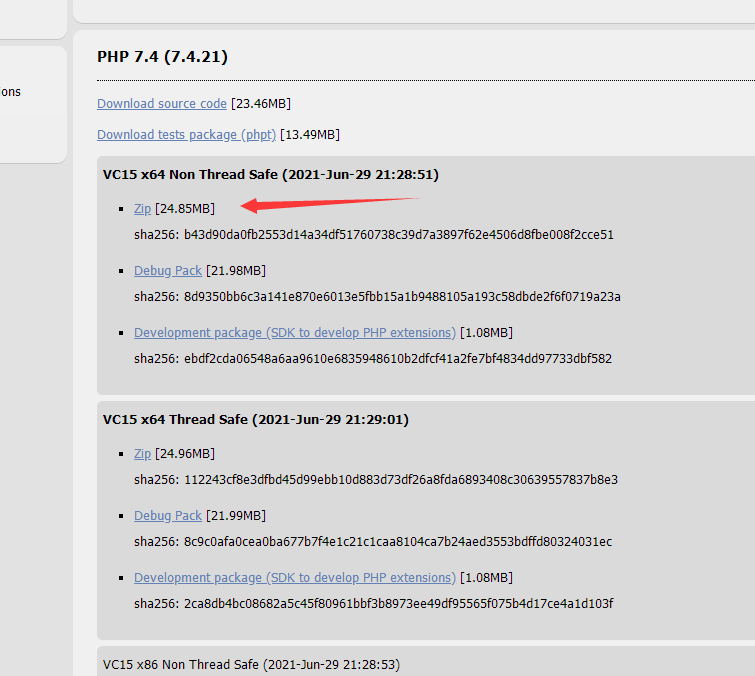 PHP 7.4 (7.4.21)
ions
Download source code [23.46MB]
Download tests package (phpt) [13.49MB]
VC15 x64 Non Thread Safe (2021-Jun-29 21:28:51)
Zip [24.85MB]
sha256: b43d90da0fb2553d14a34df51760738c39d7a3897f62e4506d8fbe008f2cce51
Debug Pack [21.98MB]
sha256: 8d9350bb6c3a141e870e6013e5fbb15a1b9488105a193c58dbde2f6f0719a23a
Development package (SDK to develop PHP extensions) [1.08MB]
sha256: ebdf2cda06548a6aa9610e6835948610b2dfcf41a2fe7bf4834dd97733dbf582
VC15 x64 Thread Safe (2021-Jun-29 21:29:01)
Zip [24.96MB]
sha256: 112243cf8e3dfbd45d99ebb10d883d73df26a8fda6893408c30639557837b8e3
Debug Pack [21.99MB]
sha256: 8c9c0afa0cea0ba677b7f4e1c21c1caa8104ca7b24aed3553bdffd80324031ec
Development package (SDK to develop PHP extensions) [1.08MB]
sha256: 2ca8db4bc08682a5c45f80961bbf3b8973ee49df95565f075b4d17ce4a1d103f
VC15 x86 Non Thread Safe (2021-Jun-29 21:28:53)